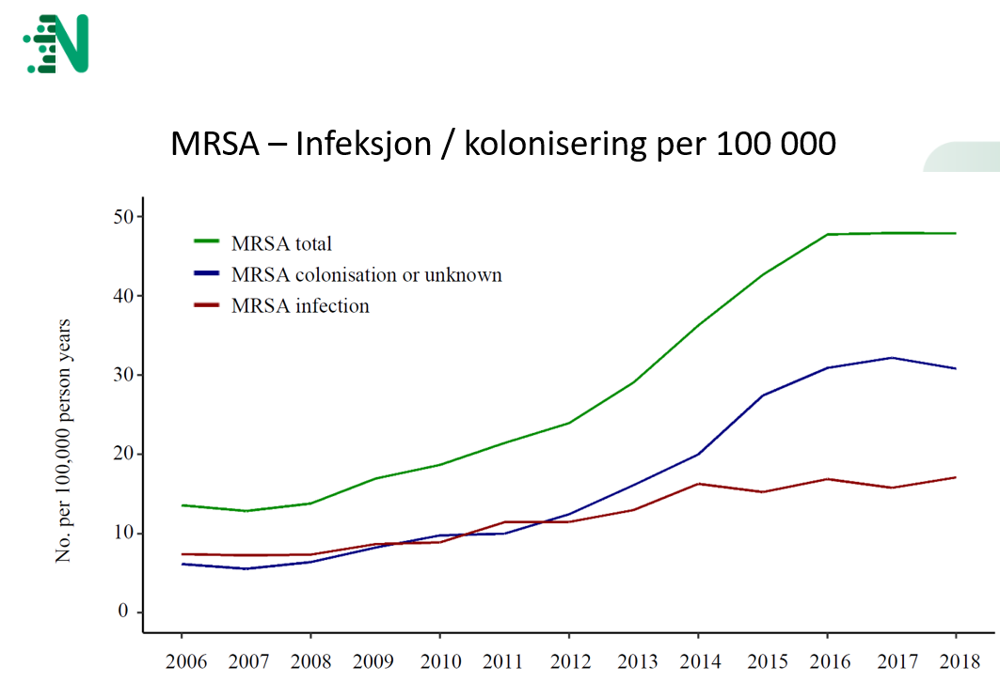 N
MRSA – Infeksjon / kolonisering per 100 000
No. per 100,000 person years
50
40
30
20
10
0
MRSA total
MRSA colonisation or unknown
MRSA infection
2006 2007 2008 2009 2010 2011 2012 2013 2014 2015 2016 2017 2018